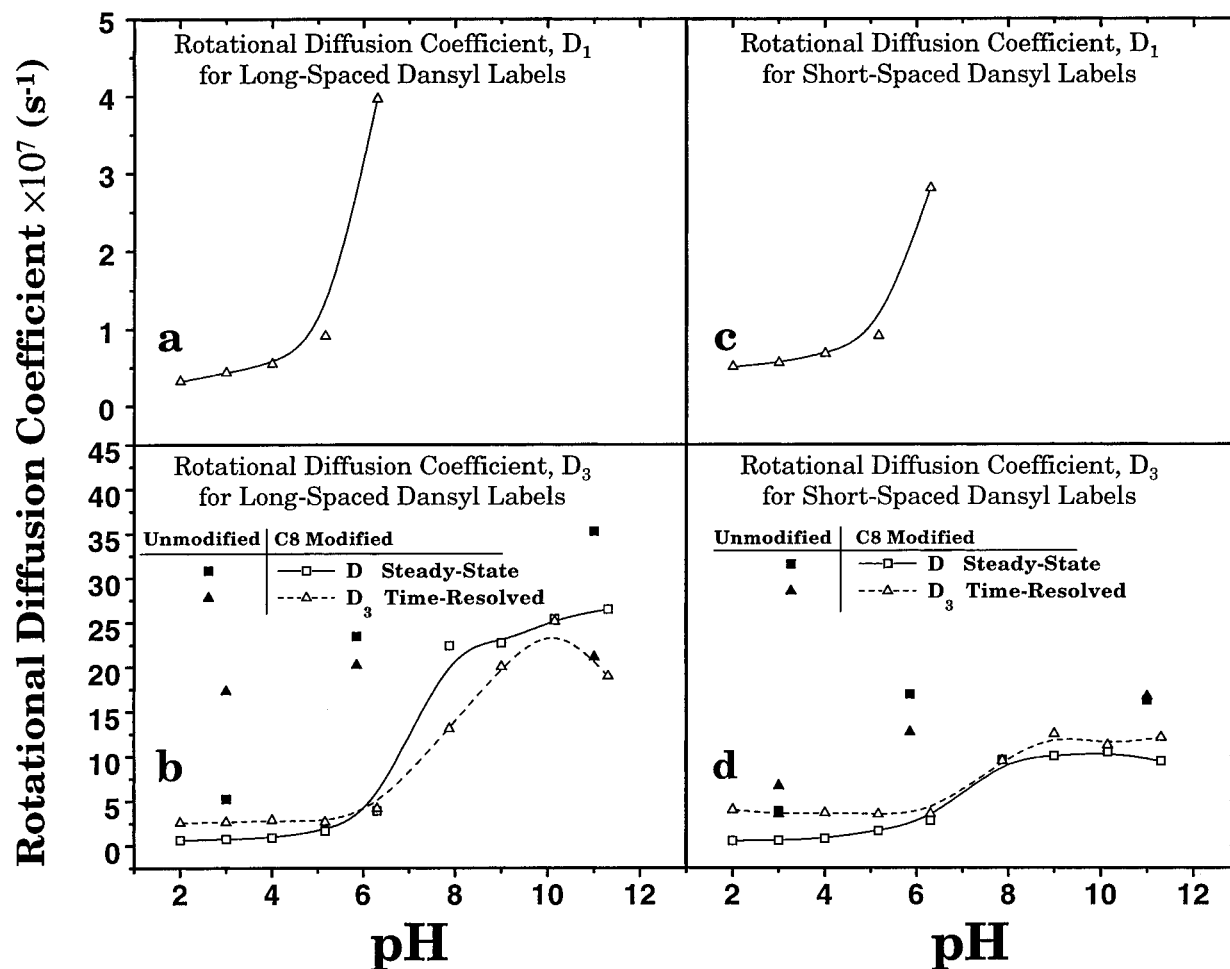 Rotational Diffusion Coefficient ×10⁷ (s⁻¹)
5
4
3
2
1
0
Rotational Diffusion Coefficient, D₁
for Long-Spaced Dansyl Labels
a
Rotational Diffusion Coefficient, D₁
for Short-Spaced Dansyl Labels
c
45
40
35
30
25
20
15
10
5
0
Rotational Diffusion Coefficient, D₃
for Long-Spaced Dansyl Labels
Unmodified C8 Modified
D Steady-State
D₃ Time-Resolved
b
Rotational Diffusion Coefficient, D₃
for Short-Spaced Dansyl Labels
Unmodified C8 Modified
D Steady-State
D₃ Time-Resolved
d
2 4 6 8 10 12
2 4 6 8 10 12
pH
pH